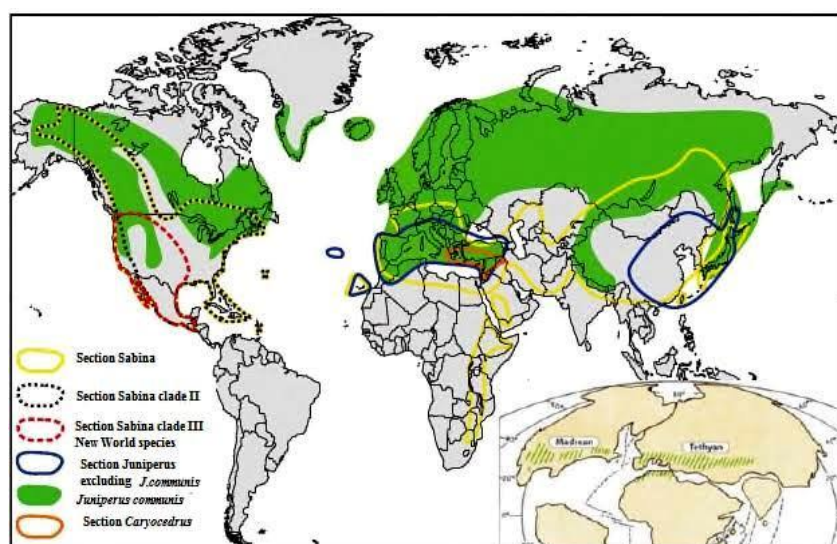 Section Sabina
Section Sabina clade II
Section Sabina clade III
New World species
Section Juniperus
excluding J.communis
Juniperus communis
Section Caryocedrus
Madrean
Tethyan